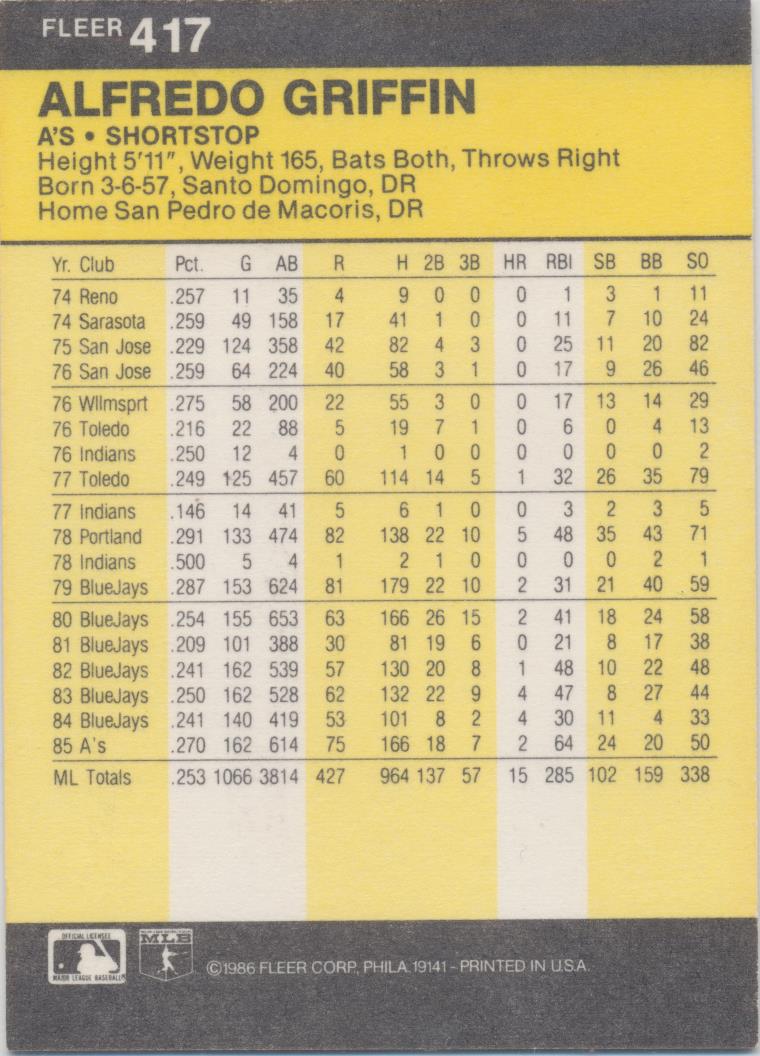 FLEER 417
ALFREDO GRIFFIN
A'S • SHORTSTOP
Height 5'11", Weight 165, Bats Both, Throws Right
Born 3-6-57, Santo Domingo, DR
Home San Pedro de Macoris, DR
Yr. Club Pct. G AB R H 2B 3B HR RBI SB BB SO
74 Reno .257 11 35 4 9 0 0 0 1 3 1 11
74 Sarasota .259 49 158 17 41 1 0 0 11 7 10 24
75 San Jose .229 124 358 42 82 4 3 0 25 11 20 82
76 San Jose .259 64 224 40 58 3 1 0 17 9 26 46
76 Wllmsprt .275 58 200 22 55 3 0 0 17 13 14 29
76 Toledo .216 22 88 5 19 7 1 0 6 0 4 13
76 Indians .250 12 4 0 1 0 0 0 0 0 0 2
77 Toledo .249 125 457 60 114 14 5 1 32 26 35 79
77 Indians .146 14 41 5 6 1 0 0 3 2 3 5
78 Portland .291 133 474 82 138 22 10 5 48 35 43 71
78 Indians .500 5 4 1 2 1 0 0 0 0 2 1
79 BlueJays .287 153 624 81 179 22 10 2 31 21 40 59
80 BlueJays .254 155 653 63 166 26 15 2 41 18 24 58
81 BlueJays .209 101 388 30 81 19 6 0 21 8 17 38
82 BlueJays .241 162 539 57 130 20 8 1 48 10 22 48
83 BlueJays .250 162 528 62 132 22 9 4 47 8 27 44
84 BlueJays .241 140 419 53 101 8 2 4 30 11 4 33
85 A's .270 162 614 75 166 18 7 2 64 24 20 50
ML Totals .253 1066 3814 427 964 137 57 15 285 102 159 338
OFFICIAL LICENSEE
MAJOR LEAGUE BASEBALL
MLB
©1986 FLEER CORP., PHILA. 19141 - PRINTED IN U.S.A.